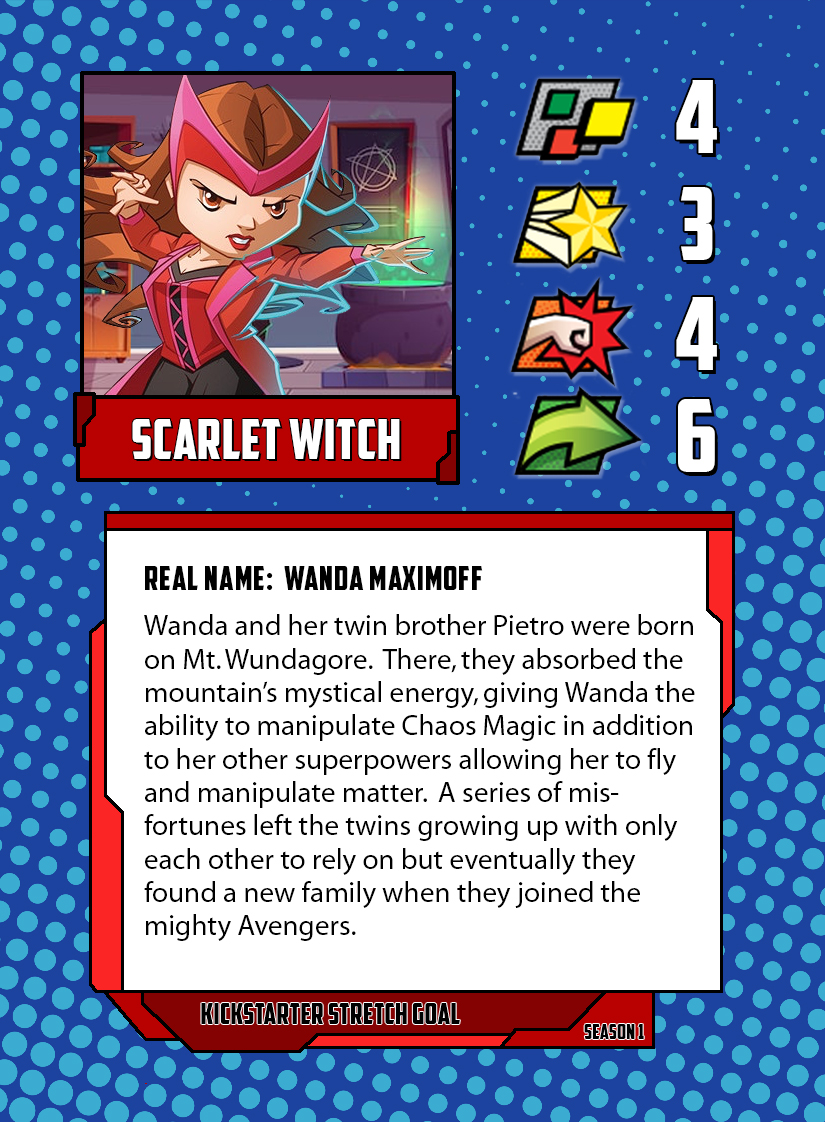 4
3
4
6
SCARLET WITCH
REAL NAME: WANDA MAXIMOFF
Wanda and her twin brother Pietro were born
on Mt. Wundagore. There, they absorbed the
mountain's mystical energy, giving Wanda the
ability to manipulate Chaos Magic in addition
to her other superpowers allowing her to fly
and manipulate matter. A series of mis-
fortunes left the twins growing up with only
each other to rely on but eventually they
found a new family when they joined the
mighty Avengers.
KICKSTARTER STRETCH GOAL
SEASON 1